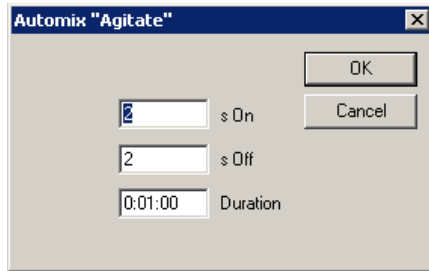 Automix "Agitate"
OK
2 s On
Cancel
2 s Off
0:01:00 Duration